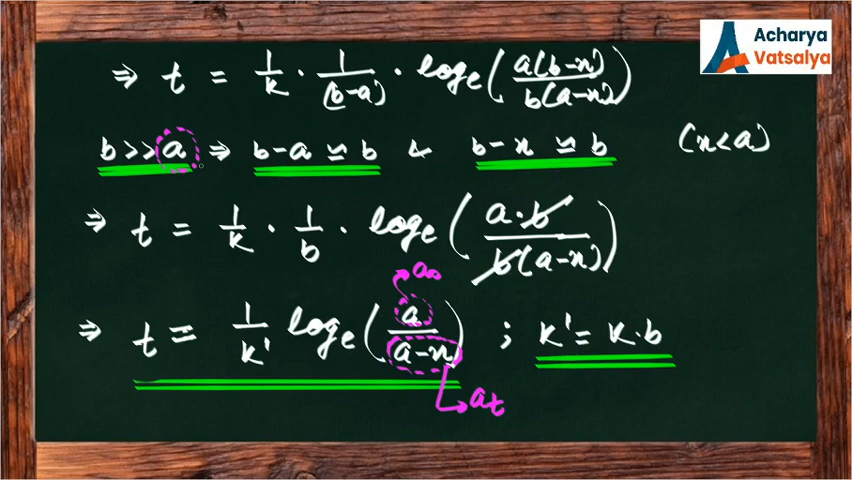 Acharya
Vatsalya
⇒ t = 1/k · 1/(b-a) · loge(a(b-x)/b(a-x))
b>>a ⇒ b-a ≌ b & b-x ≌ b (x<a)
⇒ t = 1/k · 1/b · loge(a·b/b(a-x))
a₀
⇒ t = 1/k' loge(a/a-x) ; k' = k·b
at